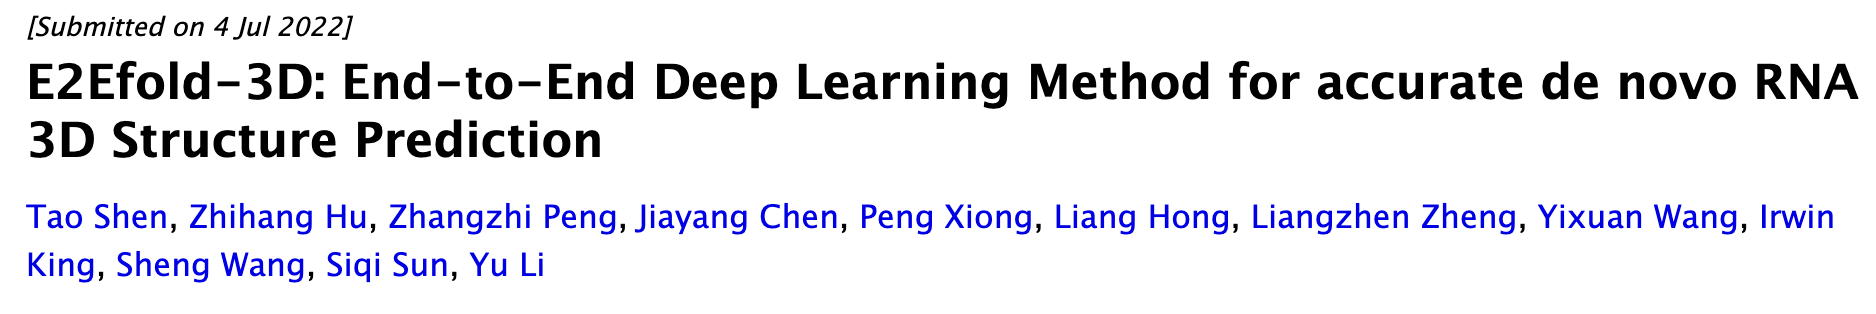 [Submitted on 4 Jul 2022]
E2Efold-3D: End-to-End Deep Learning Method for accurate de novo RNA
3D Structure Prediction
Tao Shen, Zhihang Hu, Zhangzhi Peng, Jiayang Chen, Peng Xiong, Liang Hong, Liangzhen Zheng, Yixuan Wang, Irwin
King, Sheng Wang, Siqi Sun, Yu Li